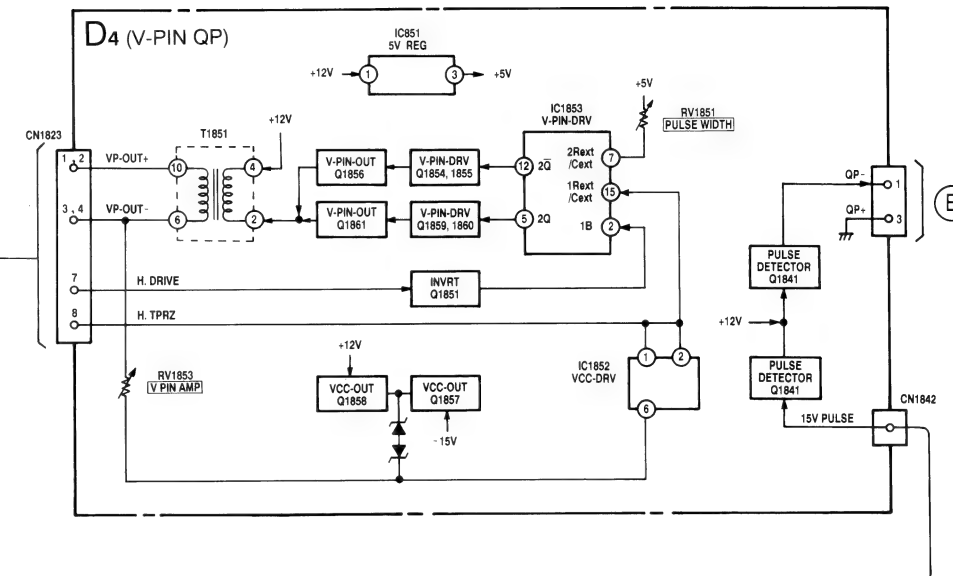 D4 (V-PIN QP)
IC851
5V REG
+12V
1
3
+5V
CN1823
T1851
+12V
IC1853
V-PIN-DRV
+5V
RV1851
PULSE WIDTH
1, 2
VP-OUT+
10
4
V-PIN-OUT
Q1856
V-PIN-DRV
Q1854, 1855
12
2Q̅
2Rext
/Cext
7
3, 4
VP-OUT-
6
2
V-PIN-OUT
Q1861
V-PIN-DRV
Q1859, 1860
5
2Q
1Rext
/Cext
15
1B
2
QP-
1
QP+
3
PULSE
DETECTOR
Q1841
7
H. DRIVE
INVRT
Q1851
8
H. TPRZ
+12V
RV1853
V PIN AMP
+12V
VCC-OUT
Q1858
VCC-OUT
Q1857
-15V
IC1852
VCC-DRV
1
2
6
PULSE
DETECTOR
Q1841
CN1842
15V PULSE